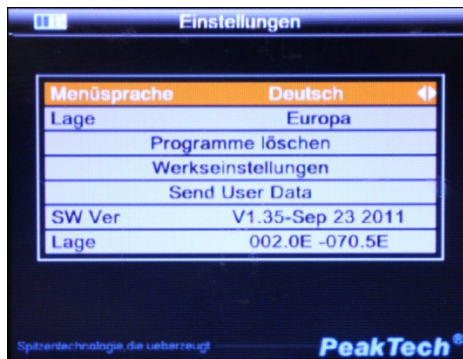 Einstellungen
Menüsprache Deutsch
Lage Europa
Programme löschen
Werkseinstellungen
Send User Data
SW Ver V1.35-Sep 23 2011
Lage 002.0E -070.5E
Spitzentechnologie,die ueberzeugt PeakTech®